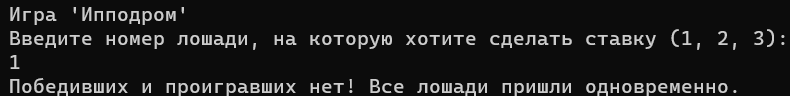 Игра 'Ипподром'
Введите номер лошади, на которую хотите сделать ставку (1, 2, 3):
1
Победивших и проигравших нет! Все лошади пришли одновременно.